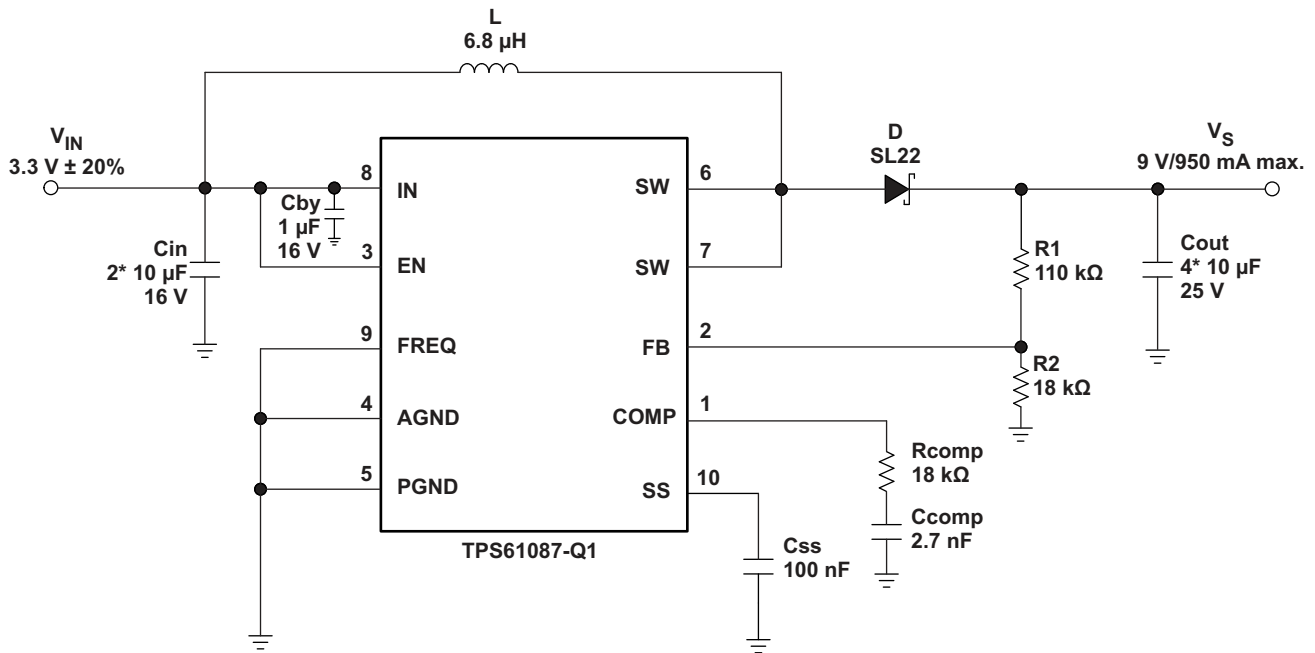 L
6.8 µH
V_IN
3.3 V ± 20%
D
SL22
V_S
9 V/950 mA max.
8
IN
SW
6
Cby
1 µF
16 V
3
EN
SW
7
Cin
2* 10 µF
16 V
R1
110 kΩ
Cout
4* 10 µF
25 V
9
FREQ
FB
2
R2
18 kΩ
4
AGND
COMP
1
Rcomp
18 kΩ
5
PGND
SS
10
Ccomp
2.7 nF
TPS61087-Q1
Css
100 nF